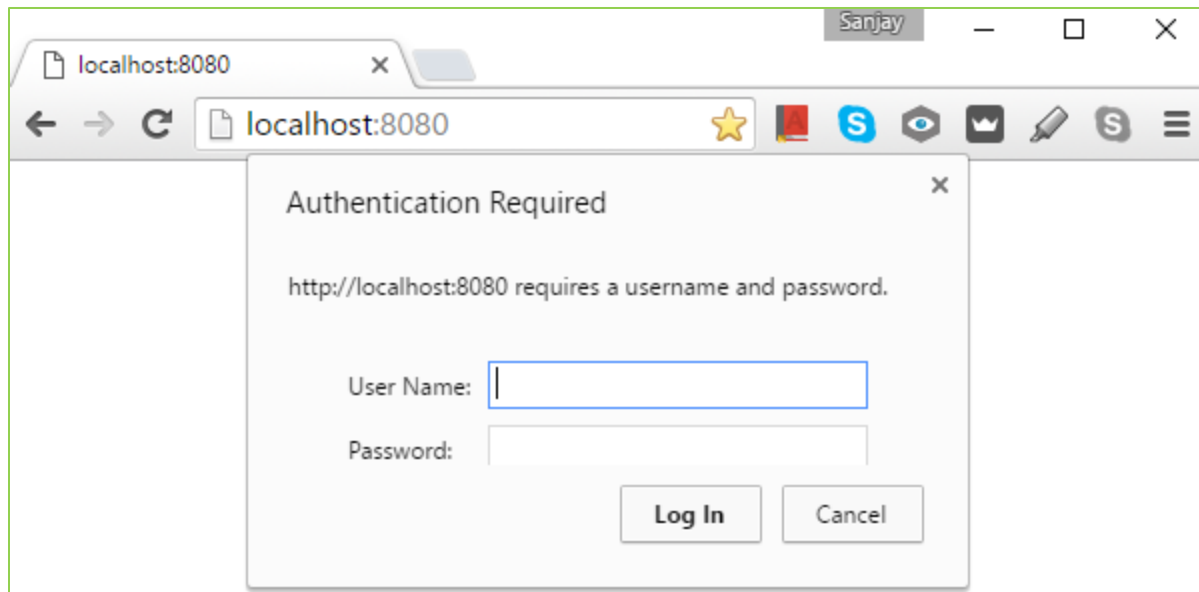 Sanjay
localhost:8080
localhost:8080
Authentication Required
http://localhost:8080 requires a username and password.
User Name:
Password:
Log In Cancel